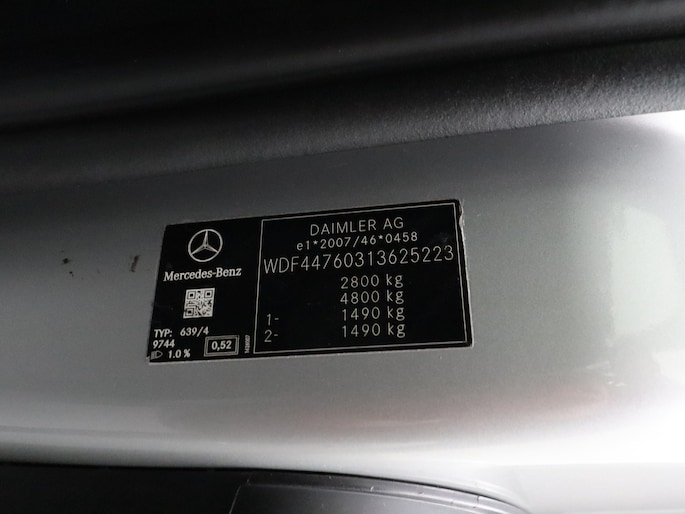 Mercedes-Benz
TYP: 639/4
9744
1.0 %
0,52
DAIMLER AG
e1*2007/46*0458
WDF44760313625223
2800 kg
4800 kg
1- 1490 kg
2- 1490 kg